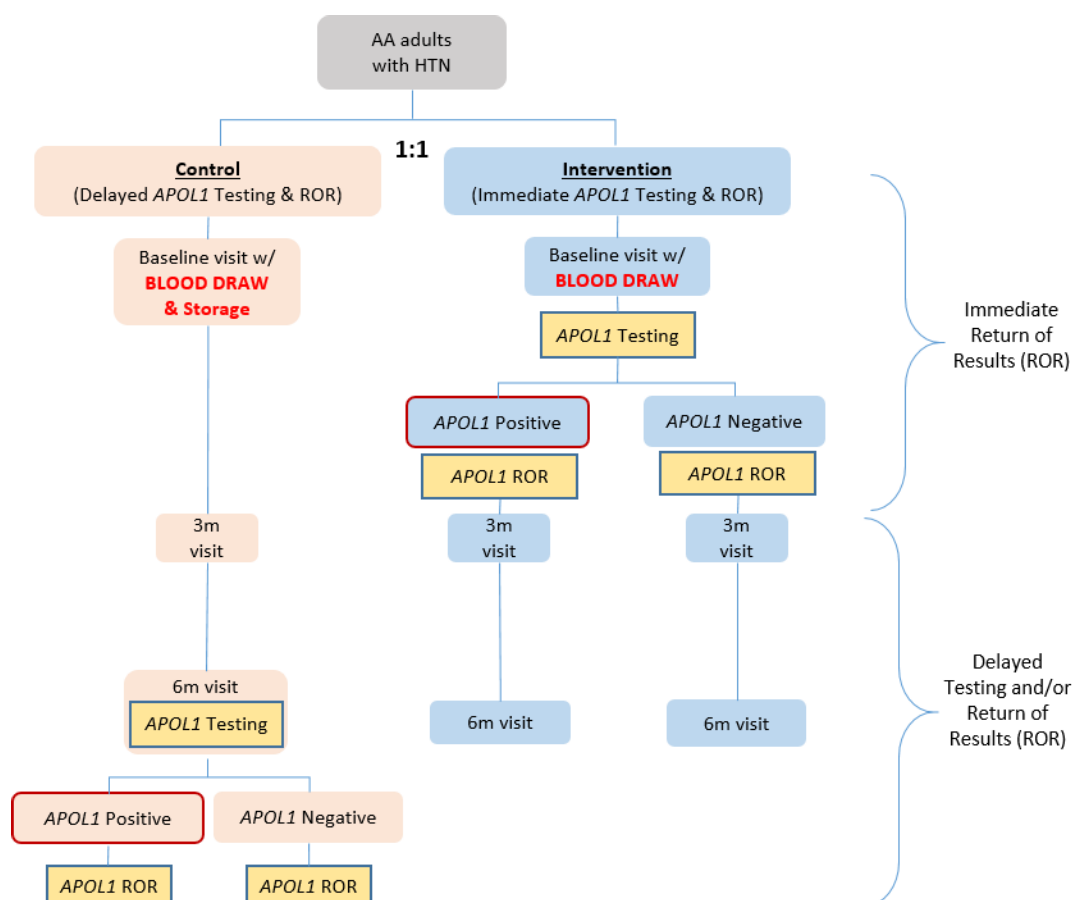 AA adults
with HTN
1:1
Control
(Delayed APOL1 Testing & ROR)
Intervention
(Immediate APOL1 Testing & ROR)
Baseline visit w/
BLOOD DRAW
& Storage
Baseline visit w/
BLOOD DRAW
APOL1 Testing
APOL1 Positive
APOL1 Negative
APOL1 ROR
APOL1 ROR
Immediate
Return of
Results (ROR)
3m
visit
3m
visit
3m
visit
6m visit
APOL1 Testing
6m visit
6m visit
Delayed
Testing and/or
Return of
Results (ROR)
APOL1 Positive
APOL1 Negative
APOL1 ROR
APOL1 ROR